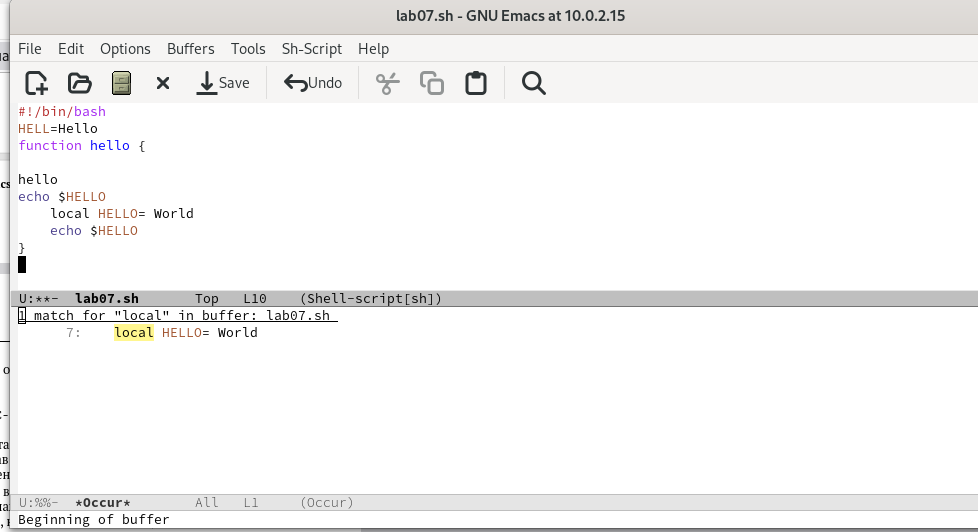 lab07.sh - GNU Emacs at 10.0.2.15
File Edit Options Buffers Tools Sh-Script Help
Save Undo
#!/bin/bash
HELL=Hello
function hello {
hello
echo $HELLO
local HELLO= World
echo $HELLO
}
U:**- lab07.sh Top L10 (Shell-script[sh])
1 match for "local" in buffer: lab07.sh
7: local HELLO= World
U:%%- *Occur* All L1 (Occur)
Beginning of buffer